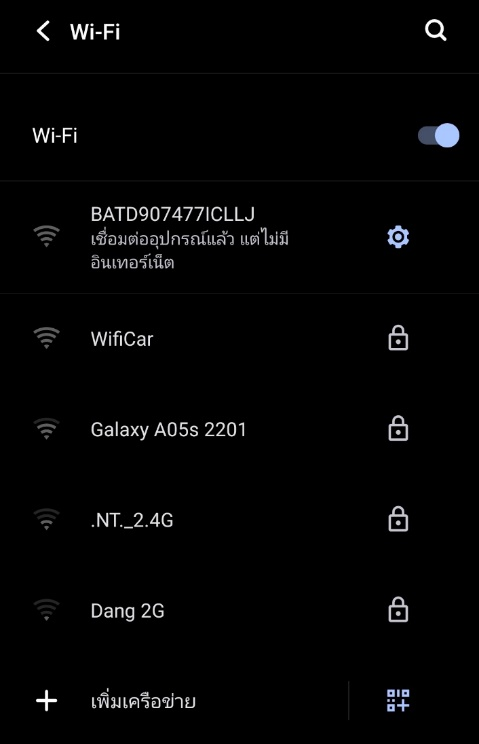 Wi-Fi
Wi-Fi
BATD907477ICLLJ
เชื่อมต่ออุปกรณ์แล้ว แต่ไม่มี
อินเทอร์เน็ต
WifiCar
Galaxy A05s 2201
.NT._2.4G
Dang 2G
เพิ่มเครือข่าย